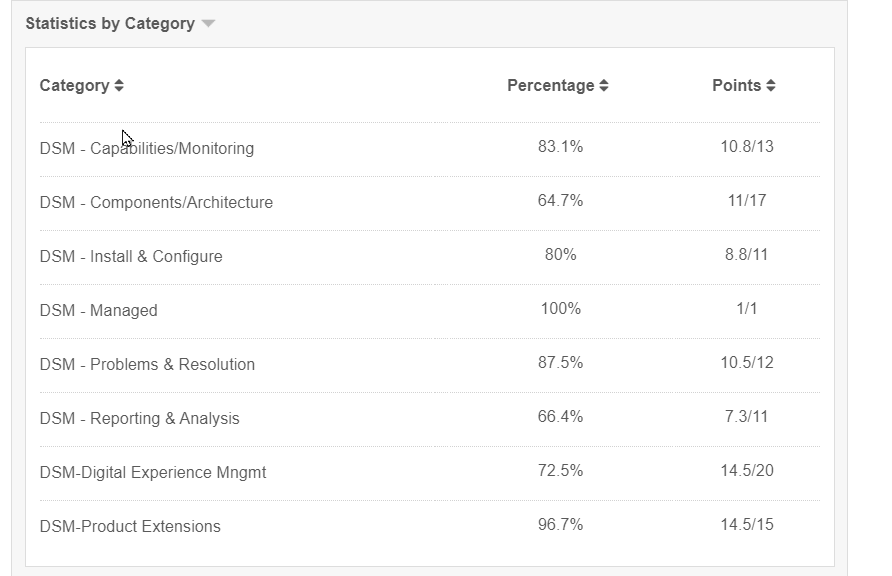 Statistics by Category
Category Percentage Points
DSM - Capabilities/Monitoring 83.1% 10.8/13
DSM - Components/Architecture 64.7% 11/17
DSM - Install & Configure 80% 8.8/11
DSM - Managed 100% 1/1
DSM - Problems & Resolution 87.5% 10.5/12
DSM - Reporting & Analysis 66.4% 7.3/11
DSM-Digital Experience Mngmt 72.5% 14.5/20
DSM-Product Extensions 96.7% 14.5/15